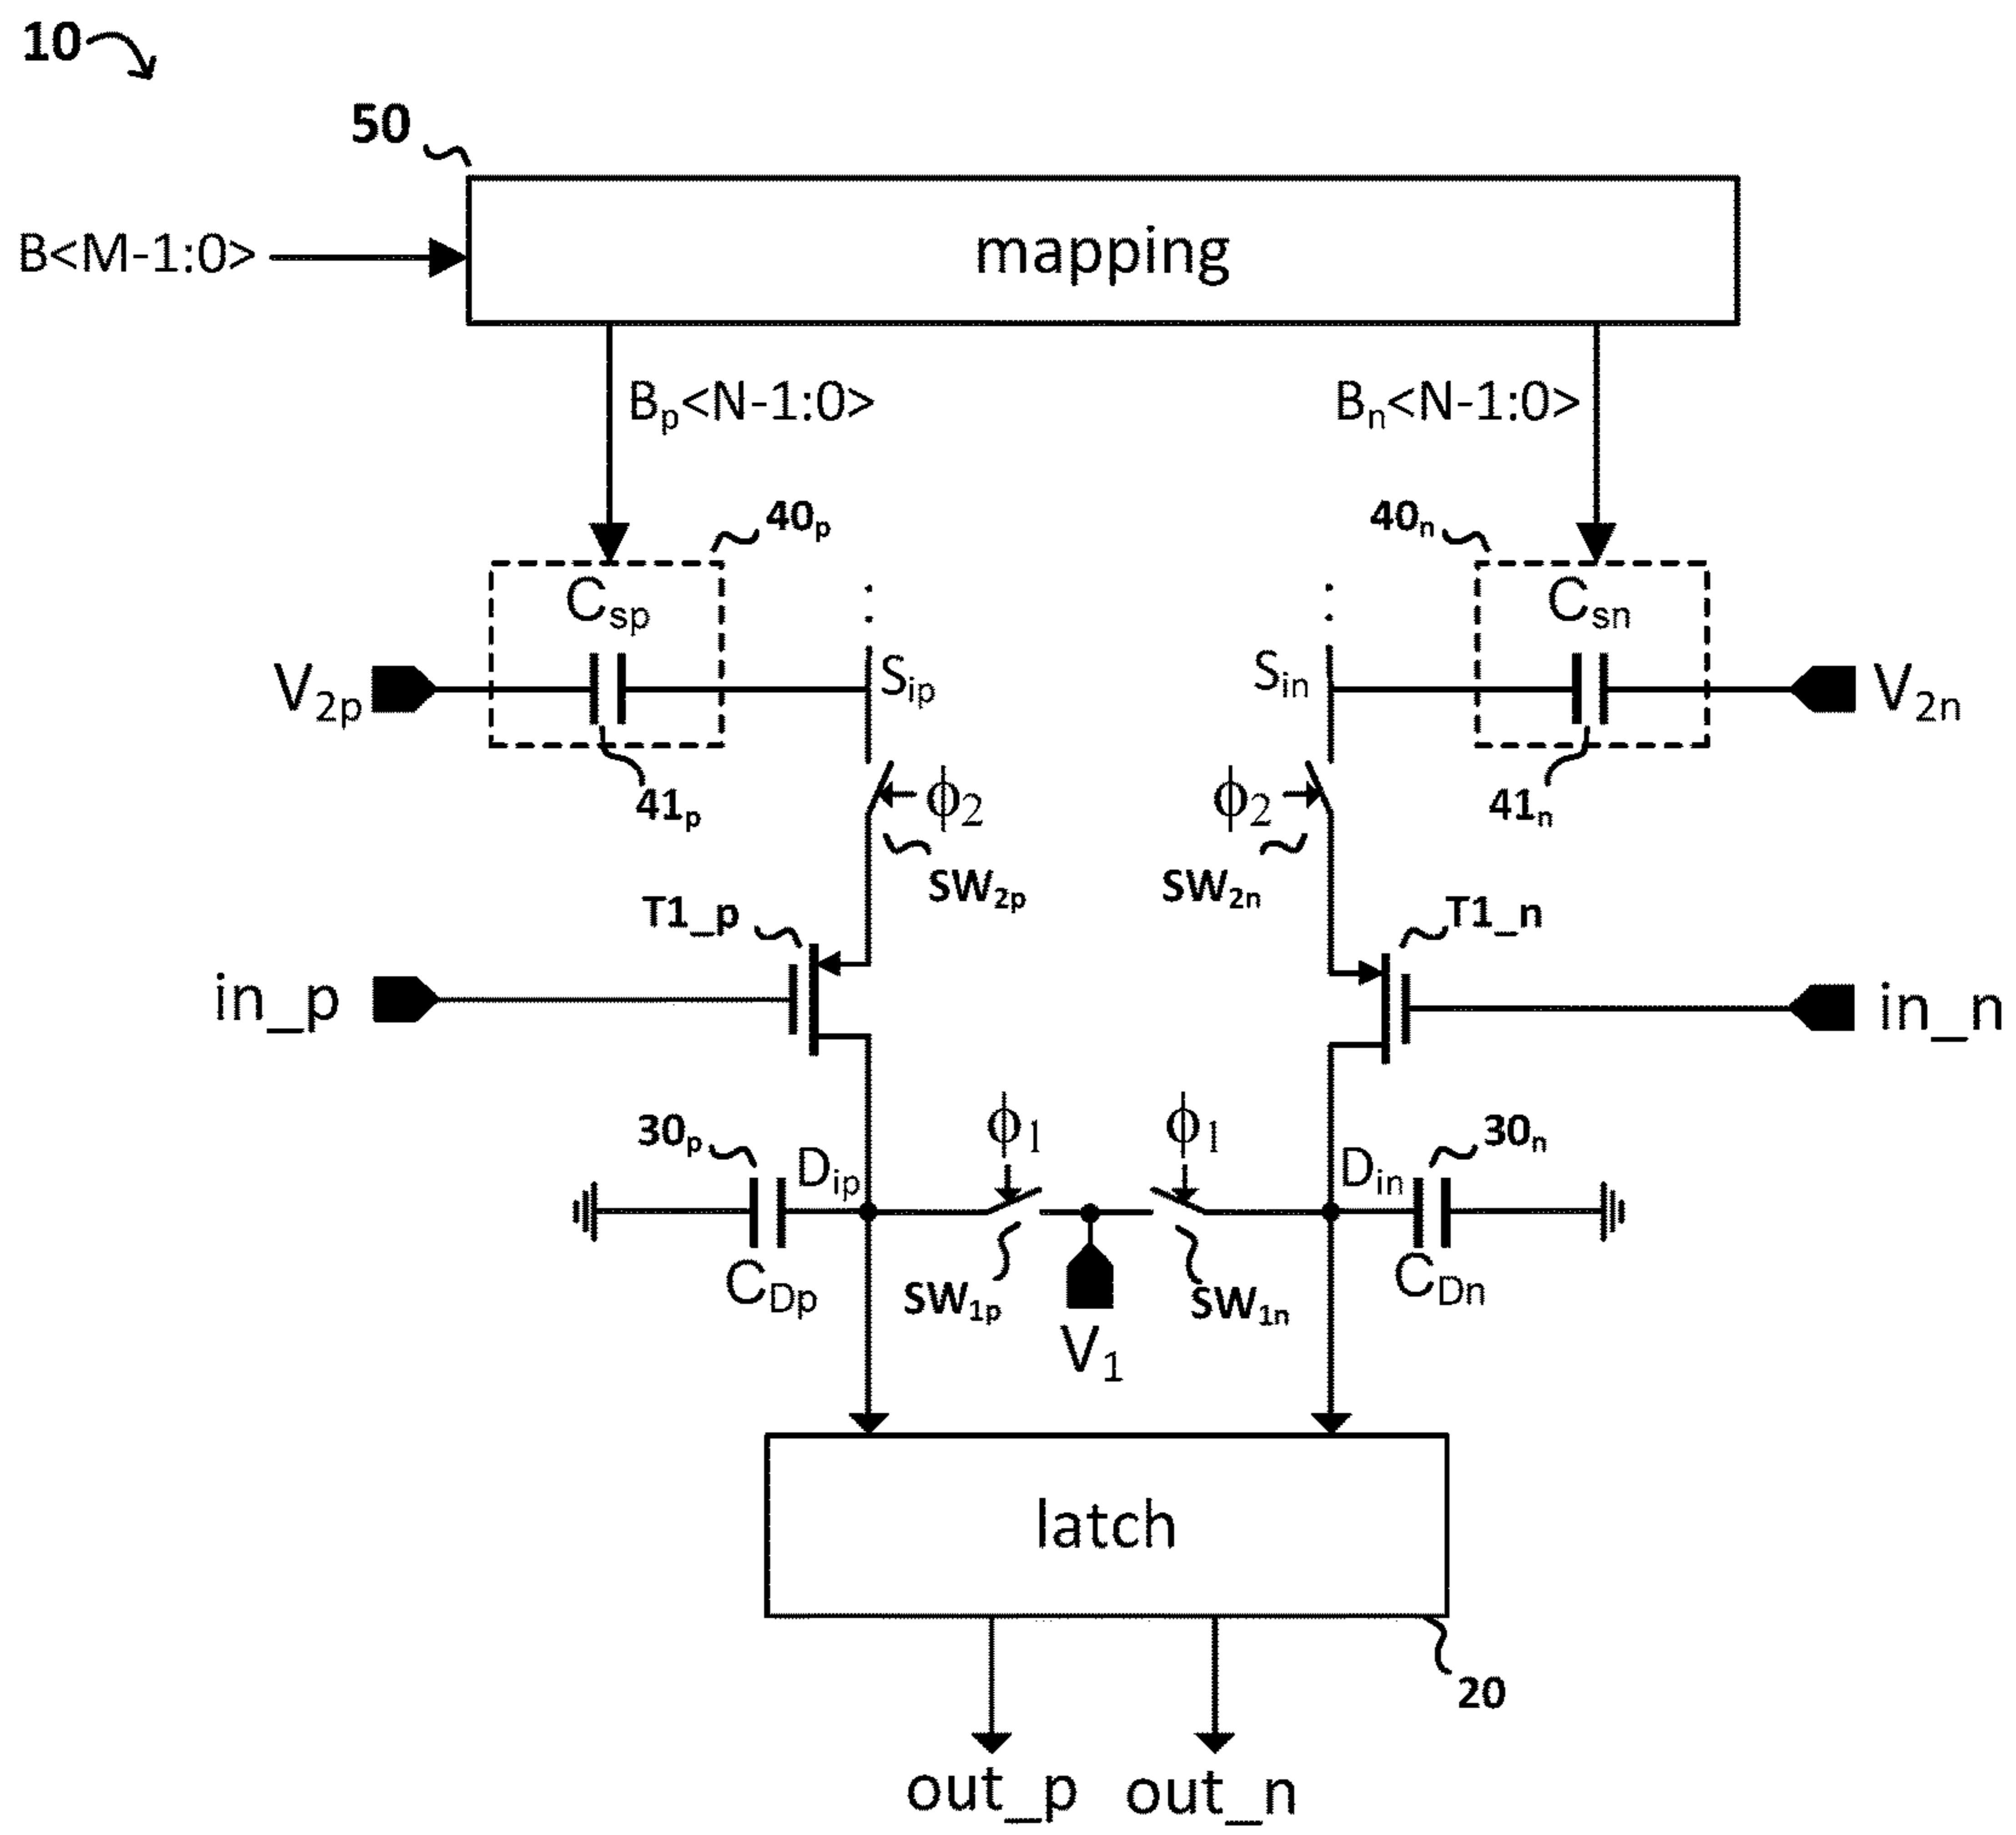 10
50
B<M-1:0>
mapping
Bp<N-1:0>
Bn<N-1:0>
40p
40n
Csp
Csn
V2p
Sip
Sin
V2n
41p
ϕ2
ϕ2
41n
SW2p
SW2n
T1_p
T1_n
in_p
in_n
30p
ϕ1
ϕ1
30n
Dip
Din
CDp
SW1p
SW1n
CDn
V1
latch
20
out_p
out_n